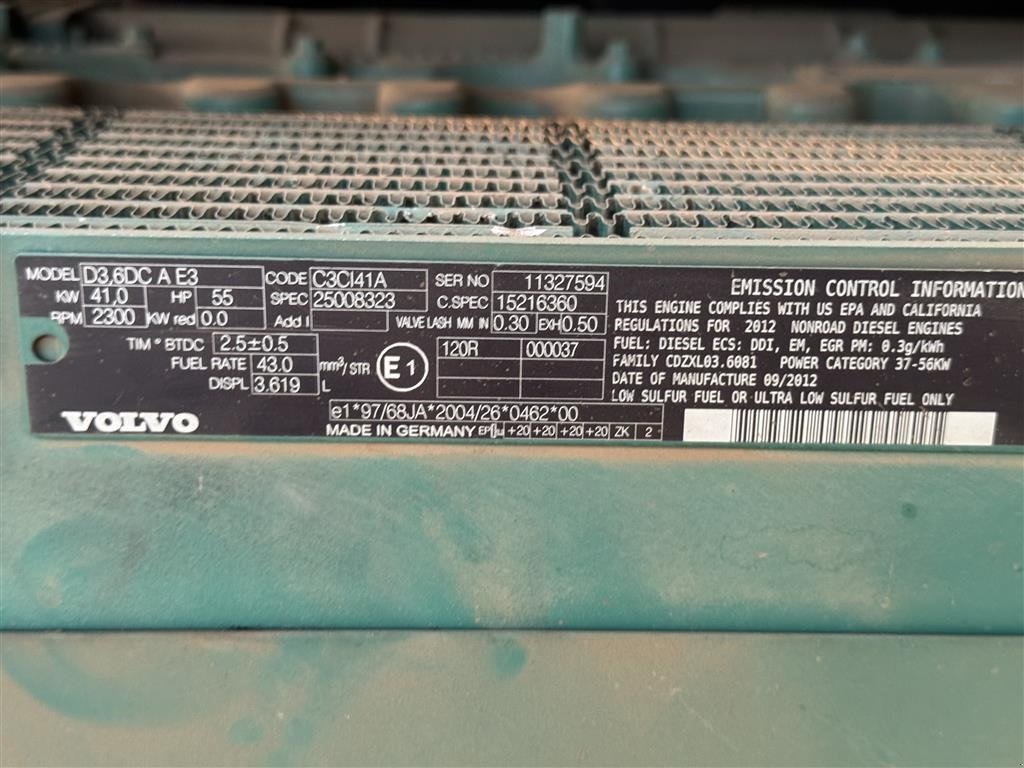 MODEL D3,6DC A E3 CODE C3CI41A SER NO 11327594
KW 41,0 HP 55 SPEC 25008323 C.SPEC 15216360
RPM 2300 KW red 0.0 Add I VALVE LASH MM IN 0.30 EXH 0.50
TIM ° BTDC 2.5±0.5 120R 000037
FUEL RATE 43.0 mm³/STR E1
DISPL 3.619 L
e1*97/68JA*2004/26*0462*00
VOLVO MADE IN GERMANY EP +20 +20 +20 +20 ZK 2
EMISSION CONTROL INFORMATION
THIS ENGINE COMPLIES WITH US EPA AND CALIFORNIA
REGULATIONS FOR 2012 NONROAD DIESEL ENGINES
FUEL: DIESEL ECS: DDI, EM, EGR PM: 0.3g/kWh
FAMILY CDZXL03.6081 POWER CATEGORY 37-56KW
DATE OF MANUFACTURE 09/2012
LOW SULFUR FUEL OR ULTRA LOW SULFUR FUEL ONLY